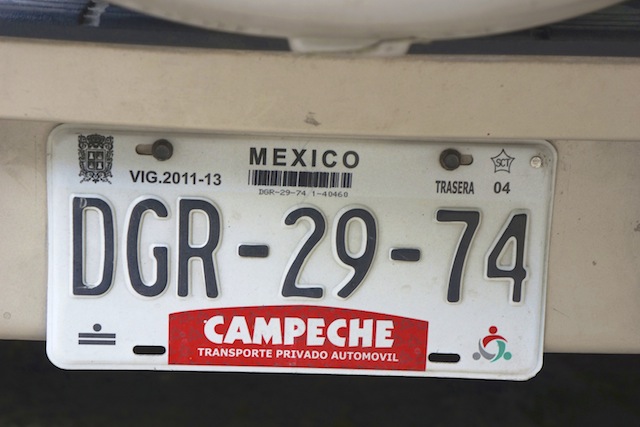 MEXICO
VIG.2011-13
DGR-29-74 1-40460
SCT
TRASERA 04
DGR-29-74
CAMPECHE
TRANSPORTE PRIVADO AUTOMOVIL